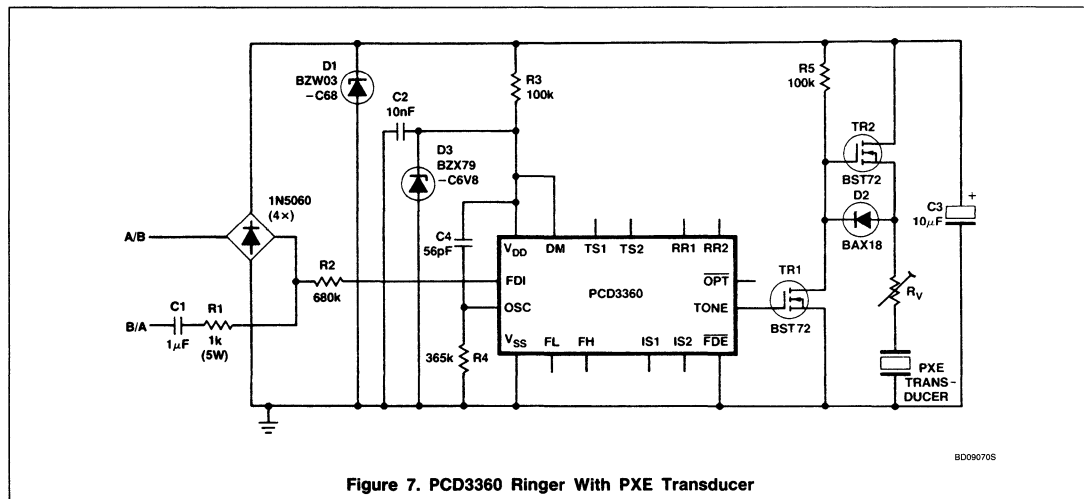 D1
BZW03
–C68
C2
10nF
R3
100k
R5
100k
TR2
BST72
D3
BZX79
–C6V8
D2
BAX18
C3
10μF
+
1N5060
(4×)
A/B
C4
56pF
VDD
DM
TS1
TS2
RR1
RR2
R2
680k
FDI
PCD3360
OPT
TR1
BST72
RV
OSC
TONE
B/A
C1
1μF
R1
1k
(5W)
365k
R4
VSS
FL
FH
IS1
IS2
FDE
PXE
TRANS-
DUCER
BD09070S
Figure 7. PCD3360 Ringer With PXE Transducer